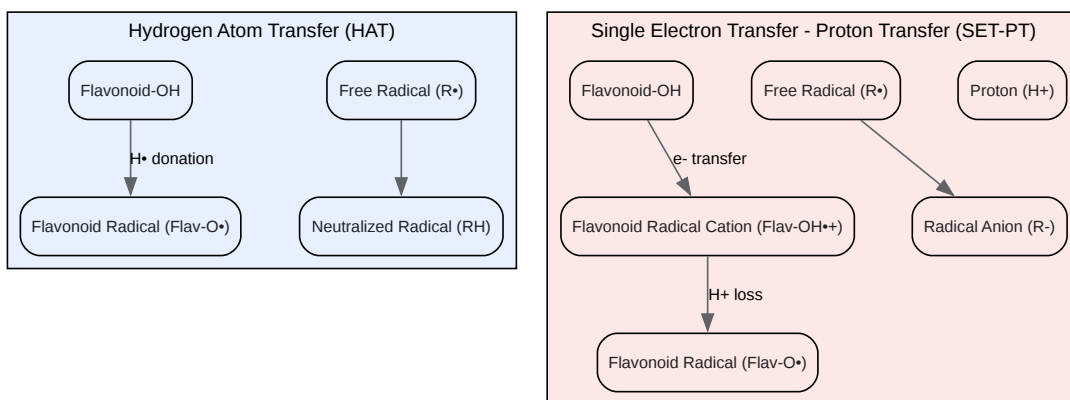 Hydrogen Atom Transfer (HAT)
Flavonoid-OH
Free Radical (R•)
H• donation
Flavonoid Radical (Flav-O•)
Neutralized Radical (RH)
Single Electron Transfer - Proton Transfer (SET-PT)
Flavonoid-OH
Free Radical (R•)
Proton (H+)
e- transfer
Flavonoid Radical Cation (Flav-OH•+)
Radical Anion (R-)
H+ loss
Flavonoid Radical (Flav-O•)